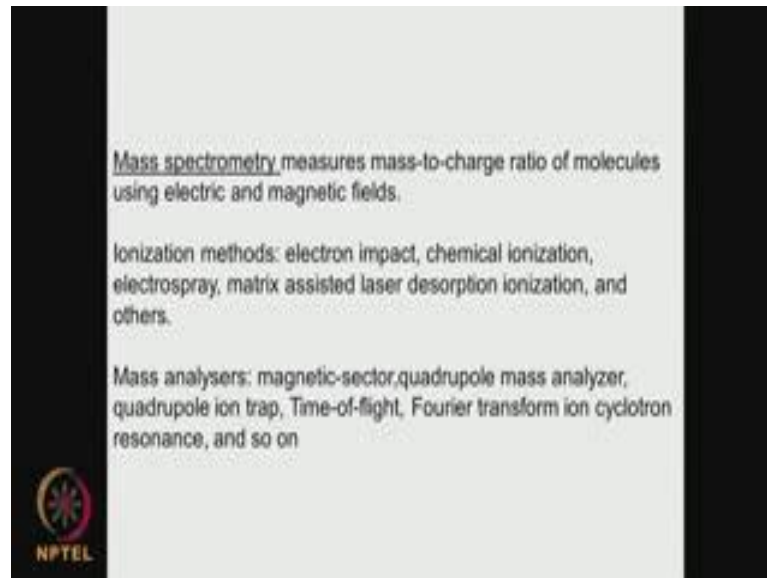 Mass spectrometry measures mass-to-charge ratio of molecules
using electric and magnetic fields.
Ionization methods: electron impact, chemical ionization,
electrospray, matrix assisted laser desorption ionization, and
others.
Mass analysers: magnetic-sector,quadrupole mass analyzer,
quadrupole ion trap, Time-of-flight, Fourier transform ion cyclotron
resonance, and so on
NPTEL